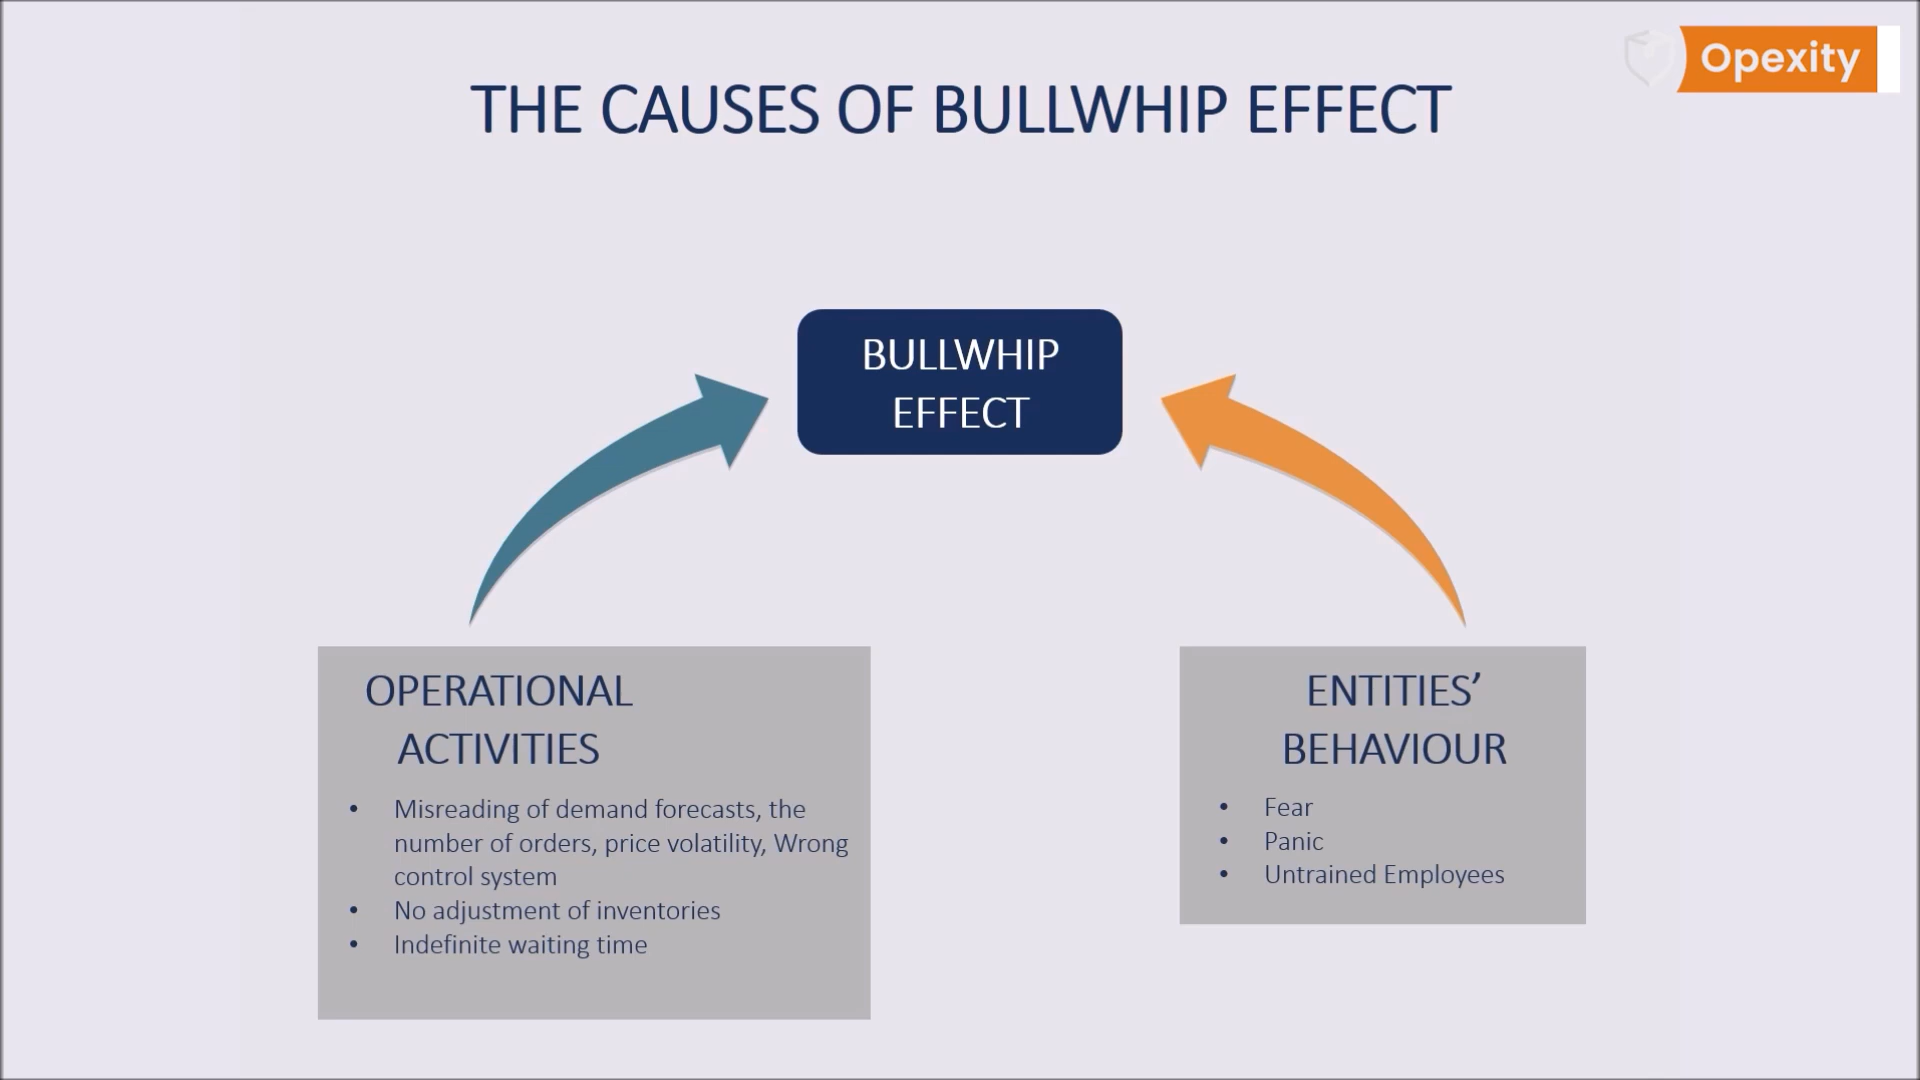 Opexity
THE CAUSES OF BULLWHIP EFFECT
BULLWHIP
EFFECT
OPERATIONAL
ACTIVITIES
• Misreading of demand forecasts, the
number of orders, price volatility, Wrong
control system
• No adjustment of inventories
• Indefinite waiting time
ENTITIES’
BEHAVIOUR
• Fear
• Panic
• Untrained Employees